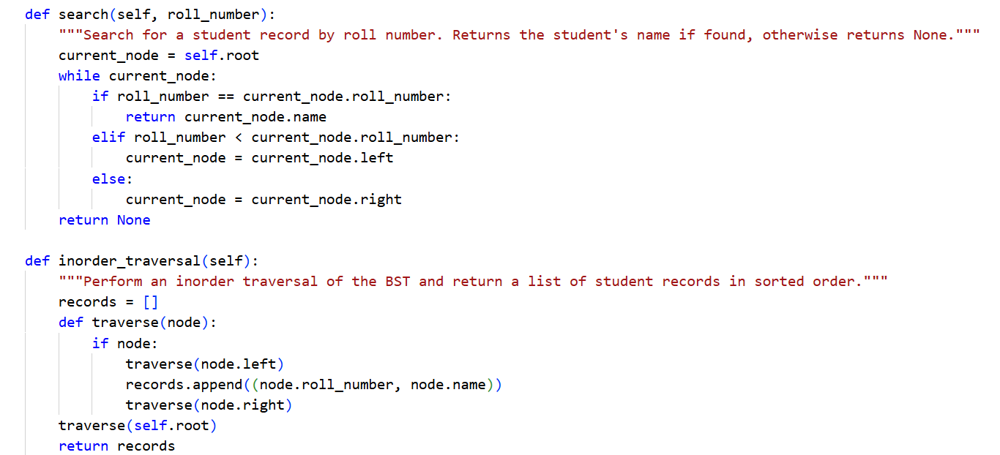 def search(self, roll_number):
    """Search for a student record by roll number. Returns the student's name if found, otherwise returns None."""
    current_node = self.root
    while current_node:
        if roll_number == current_node.roll_number:
            return current_node.name
        elif roll_number < current_node.roll_number:
            current_node = current_node.left
        else:
            current_node = current_node.right
    return None

def inorder_traversal(self):
    """Perform an inorder traversal of the BST and return a list of student records in sorted order."""
    records = []
    def traverse(node):
        if node:
            traverse(node.left)
            records.append((node.roll_number, node.name))
            traverse(node.right)
    traverse(self.root)
    return records